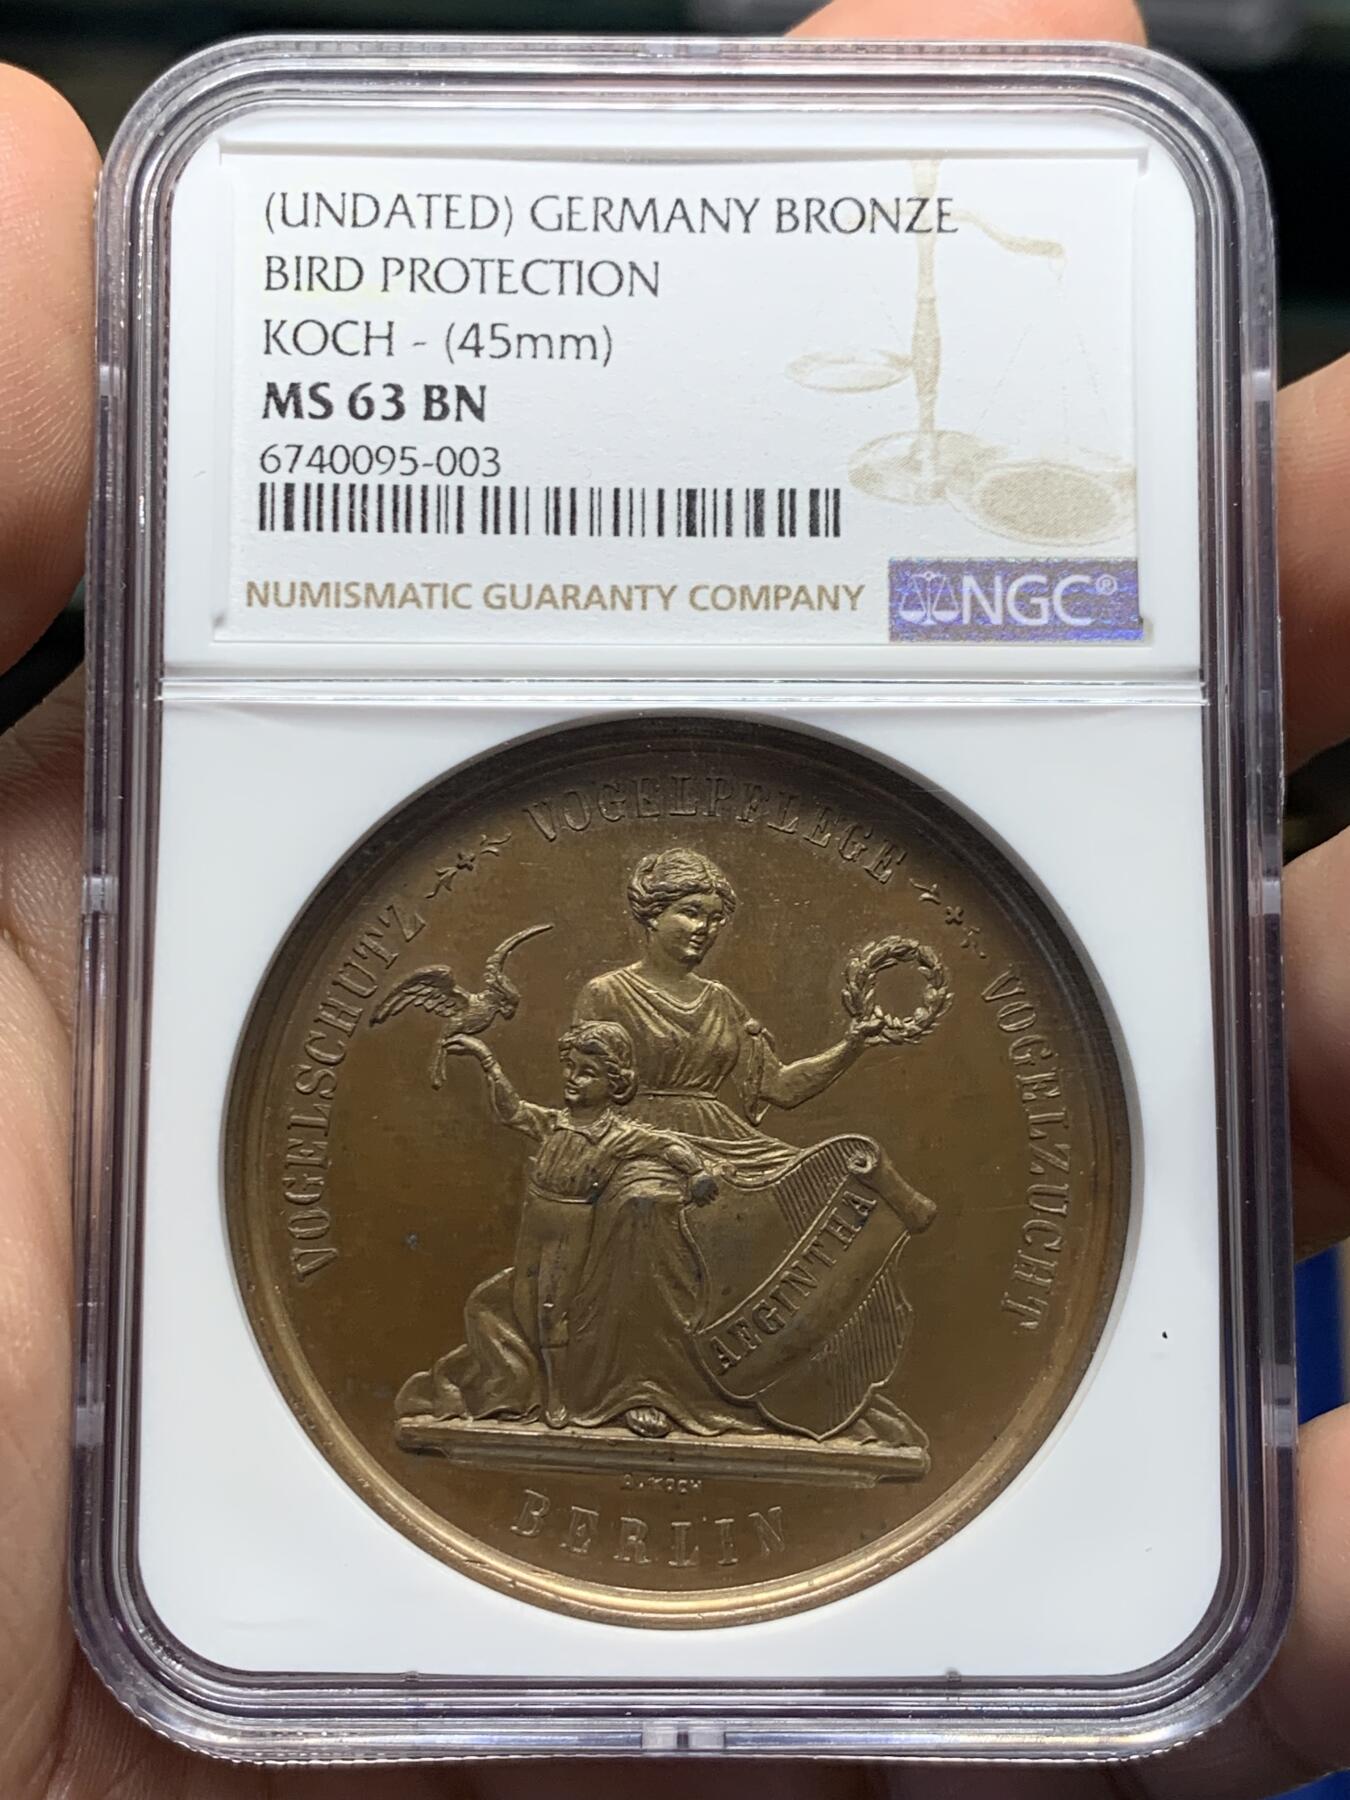 (UNDATED) GERMANY BRONZE
BIRD PROTECTION
KOCH - (45mm)
MS 63 BN
6740095-003
NUMISMATIC GUARANTY COMPANY
NGC®
VOGELSCHUTZ
VOGELPFLEGE
VOGELZUCHT
AEGINTHA
KOCH
BERLIN